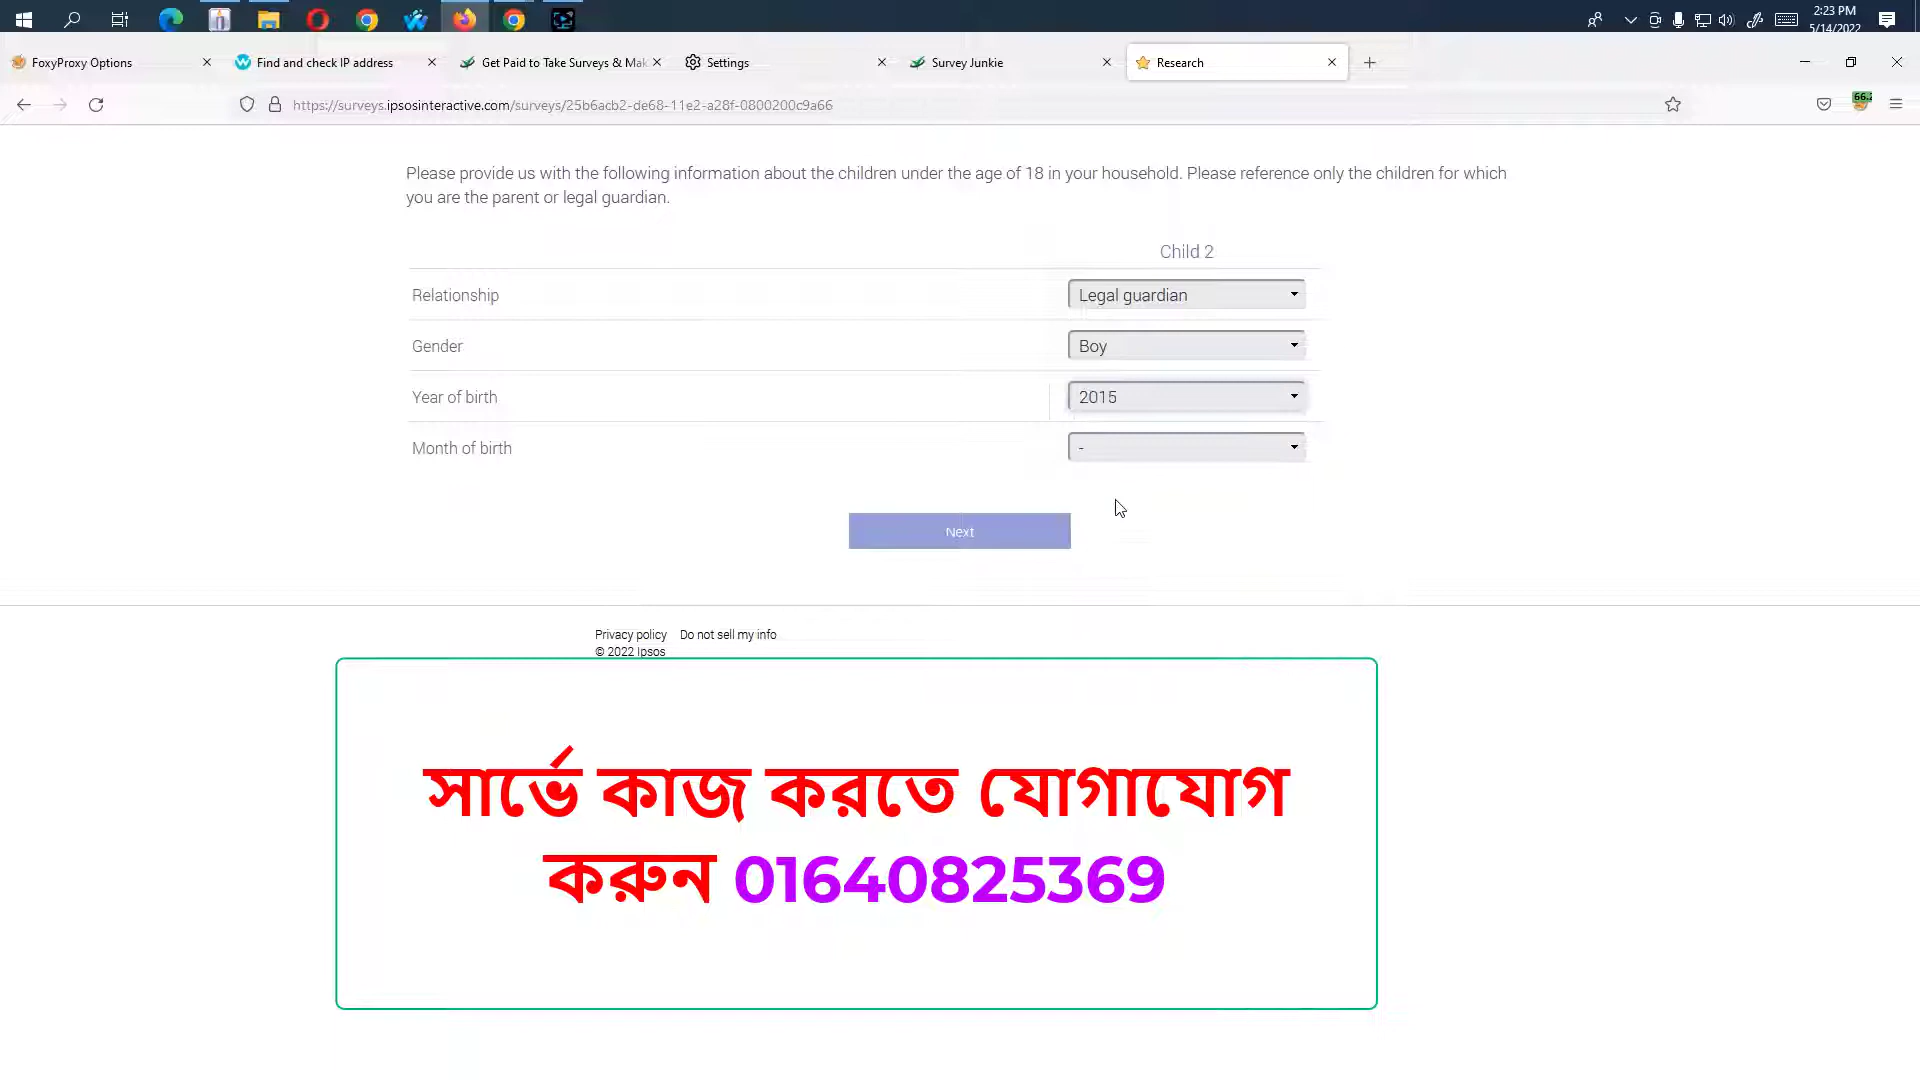 2:23 PM
5/14/2022
FoxyProxy Options
Find and check IP address
Get Paid to Take Surveys & Mak
Settings
Survey Junkie
Research
https://surveys.ipsosinteractive.com/surveys/25b6acb2-de68-11e2-a28f-0800200c9a66
66.2
Please provide us with the following information about the children under the age of 18 in your household. Please reference only the children for which
you are the parent or legal guardian.
Child 2
Relationship Legal guardian
Gender Boy
Year of birth 2015
Month of birth -
Next
Privacy policy Do not sell my info
© 2022 Ipsos
সার্ভে কাজ করতে যোগাযোগ
করুন 01640825369